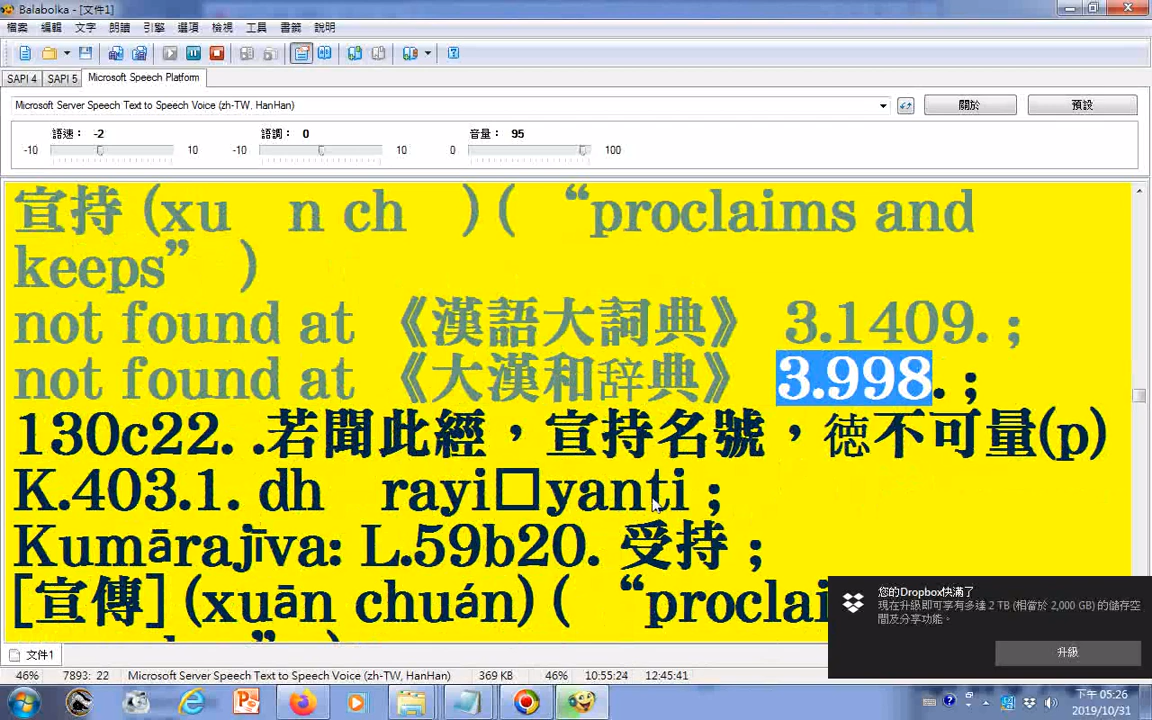 Balabolka - [文件1]
檔案 編輯 文字 朗讀 引擎 選項 檢視 工具 書籤 說明
SAPI 4 SAPI 5 Microsoft Speech Platform
Microsoft Server Speech Text to Speech Voice (zh-TW, HanHan) 關於 預設
語速: -2 語調: 0 音量: 95
-10 10 -10 10 0 100
宣持 (xu n ch )( “proclaims and
keeps” )
not found at 《漢語大詞典》 3.1409. ;
not found at 《大漢和辞典》 3.998. ;
130c22. .若聞此經，宣持名號，徳不可量(p)
K.403.1. dh rayi□yanti ;
Kumārajīva: L.59b20. 受持 ;
[宣傳] (xuān chuán) ( “proclai
您的Dropbox快滿了
現在升級即可享有多達 2 TB (相當於 2,000 GB) 的儲存空
間及分享功能。
升級
文件1
46% 7893: 22 Microsoft Server Speech Text to Speech Voice (zh-TW, HanHan) 369 KB 46% 10:55:24 12:45:41
下午 05:26
2019/10/31